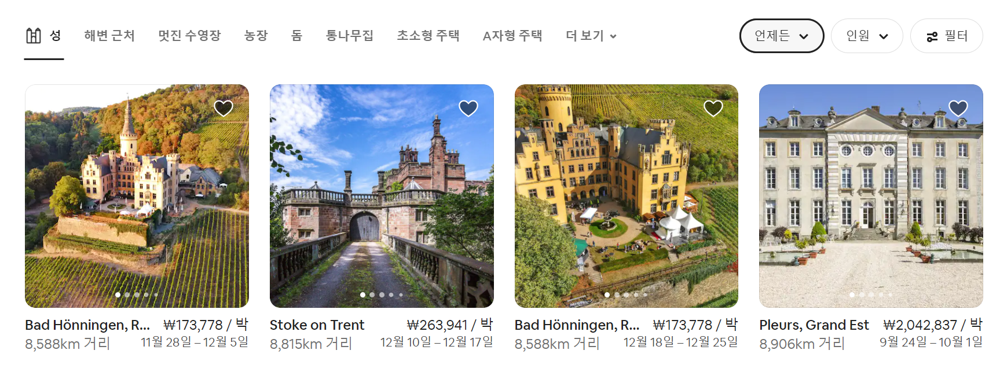 성 해변 근처 멋진 수영장 농장 돔 통나무집 초소형 주택 A자형 주택 더 보기 언제든 인원 필터
Bad Hönningen, R... ₩173,778 / 박
8,588km 거리 11월 28일 – 12월 5일
Stoke on Trent ₩263,941 / 박
8,815km 거리 12월 10일 – 12월 17일
Bad Hönningen, R... ₩173,778 / 박
8,588km 거리 12월 18일 – 12월 25일
Pleurs, Grand Est ₩2,042,837 / 박
8,906km 거리 9월 24일 – 10월 1일